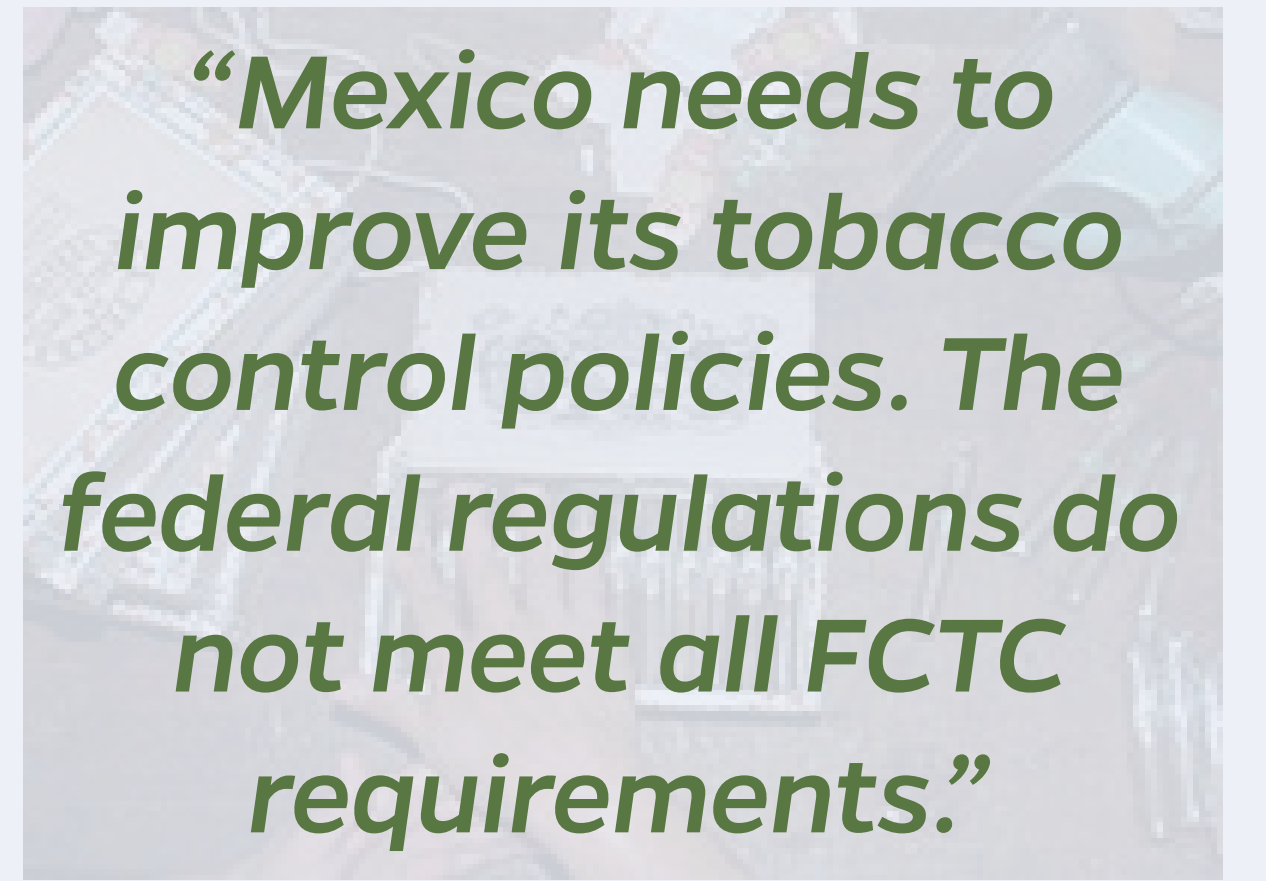 “Mexico needs to
improve its tobacco
control policies. The
federal regulations do
not meet all FCTC
requirements.”